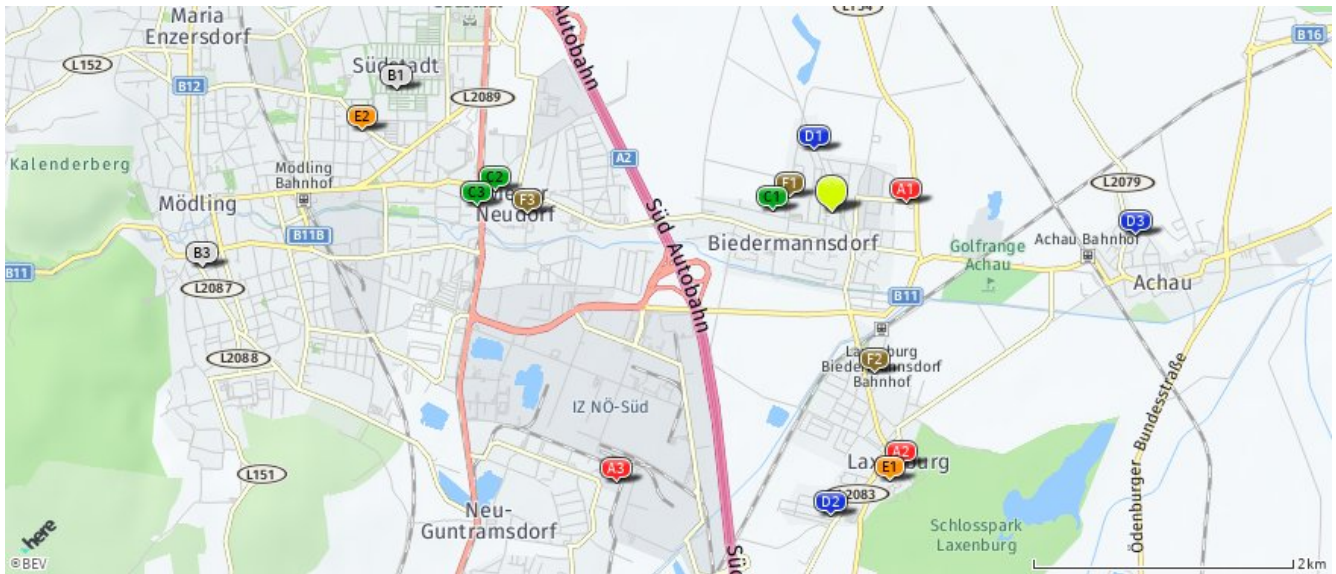 Maria
Enzersdorf
L154
B16
L152
Südstadt
B1
B12
L2089
E2
Autobahn
A2
D1
Kalenderberg
Mödling
Bahnhof
C2
C3
F3
Neudorf
F1
C1
A1
L2079
Mödling
D3
B11B
Süd Autobahn
Biedermannsdorf
Golfrange
Achau
Achau Bahnhof
B3
B11
Achau
L2087
B11
L2088
F2
Biedermannsdorf
Bahnhof
IZ NÖ-Süd
Ödenburger Bundesstraße
L151
A3
A2
E1
Laxenburg
D2
L2083
Neu-
Guntramsdorf
Schlosspark
Laxenburg
here
©BEV
2km